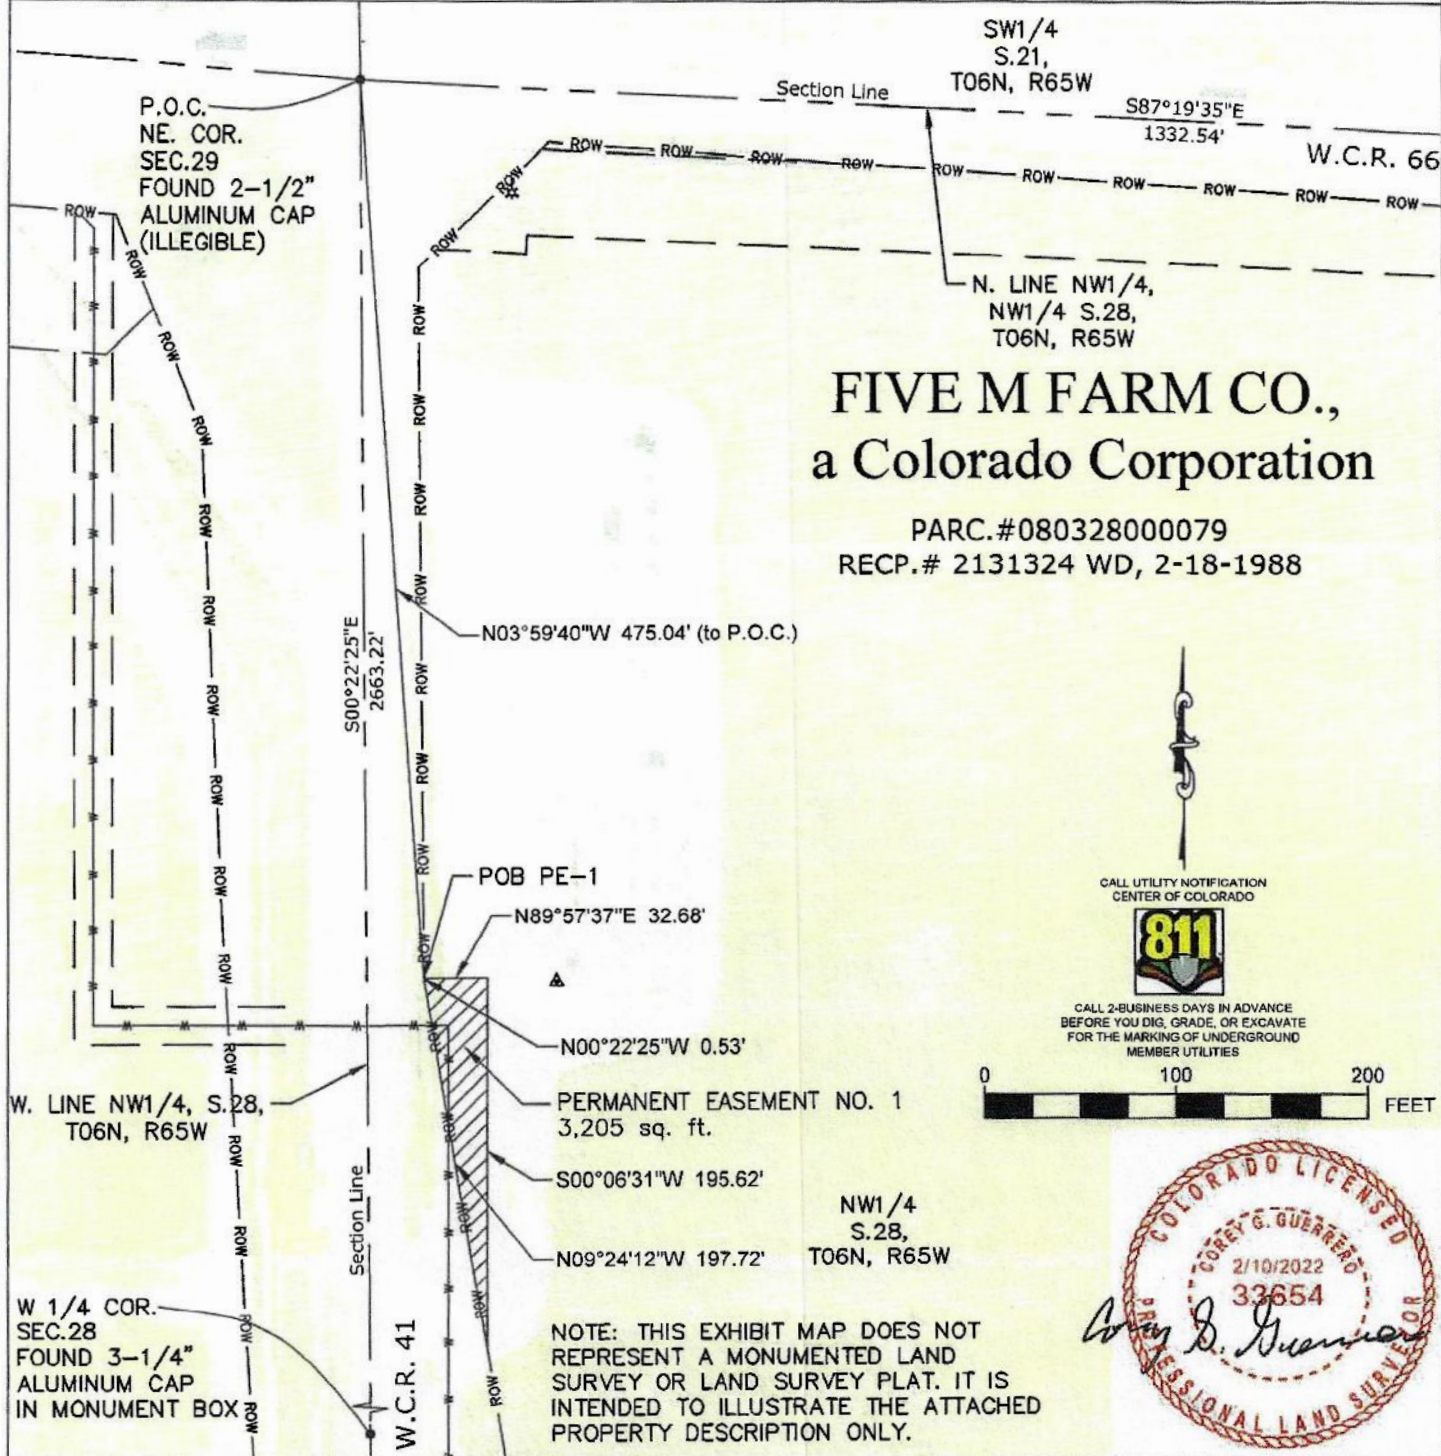 SW1/4
S.21,
T06N, R65W
Section Line
S87°19'35"E
1332.54'
W.C.R. 66
P.O.C.
NE. COR.
SEC.29
FOUND 2-1/2"
ALUMINUM CAP
(ILLEGIBLE)
ROW ROW ROW ROW ROW ROW ROW ROW ROW ROW
N. LINE NW1/4,
NW1/4 S.28,
T06N, R65W
FIVE M FARM CO.,
a Colorado Corporation
PARC.#080328000079
RECP.# 2131324 WD, 2-18-1988
S00°22'25"E
2663.22'
N03°59'40"W 475.04' (to P.O.C.)
POB PE-1
N89°57'37"E 32.68'
CALL UTILITY NOTIFICATION
CENTER OF COLORADO
811
CALL 2-BUSINESS DAYS IN ADVANCE
BEFORE YOU DIG, GRADE, OR EXCAVATE
FOR THE MARKING OF UNDERGROUND
MEMBER UTILITIES
N00°22'25"W 0.53'
0 100 200
FEET
W. LINE NW1/4, S.28,
T06N, R65W
PERMANENT EASEMENT NO. 1
3,205 sq. ft.
S00°06'31"W 195.62'
Section Line
NW1/4
S.28,
T06N, R65W
N09°24'12"W 197.72'
COLORADO LICENSED
COREY G. GUERRERO
2/10/2022
33654
PROFESSIONAL LAND SURVEYOR
W 1/4 COR.
SEC.28
FOUND 3-1/4"
ALUMINUM CAP
IN MONUMENT BOX
W.C.R. 41
NOTE: THIS EXHIBIT MAP DOES NOT
REPRESENT A MONUMENTED LAND
SURVEY OR LAND SURVEY PLAT. IT IS
INTENDED TO ILLUSTRATE THE ATTACHED
PROPERTY DESCRIPTION ONLY.